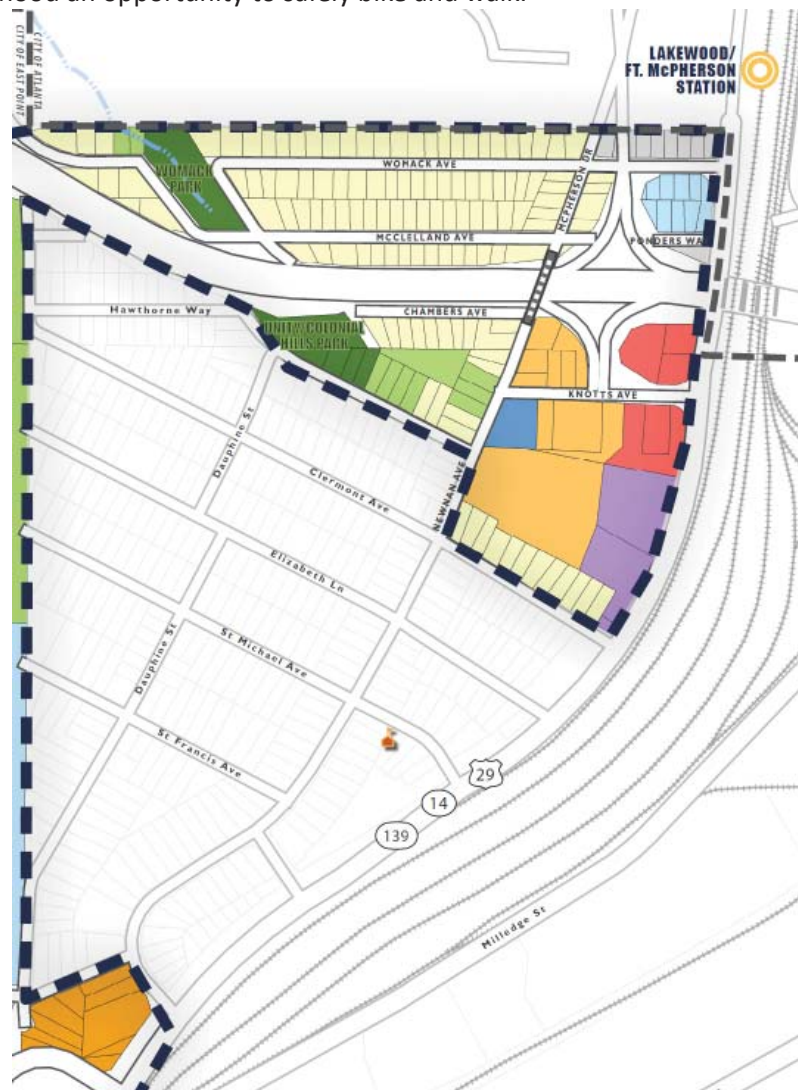 need an opportunity to safely bike and walk.
CITY OF ATLANTA
CITY OF EAST POINT
LAKEWOOD/
FT. McPHERSON
STATION
WOMACK AVE
WOMACK
PARK
MCPHERSON DR
MCCLELLAND AVE
PONDERS WA
Hawthorne Way
CHAMBERS AVE
UNITY/COLONIAL
HILLS PARK
KNOTTS AVE
Dauphine St
Clermont Ave
NEWNAN AVE
Elizabeth Ln
St Michael Ave
Dauphine St
St Francis Ave
29
14
139
Milledge St